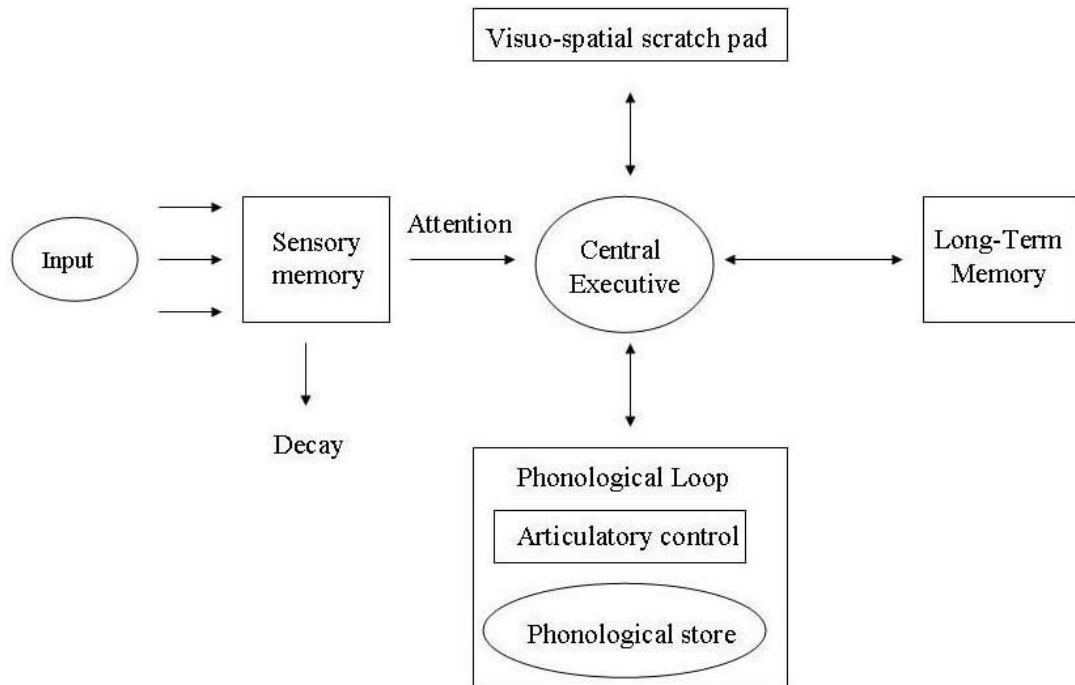 Visuo-spatial scratch pad
Input
Sensory
memory
Attention
Central
Executive
Long-Term
Memory
Decay
Phonological Loop
Articulatory control
Phonological store